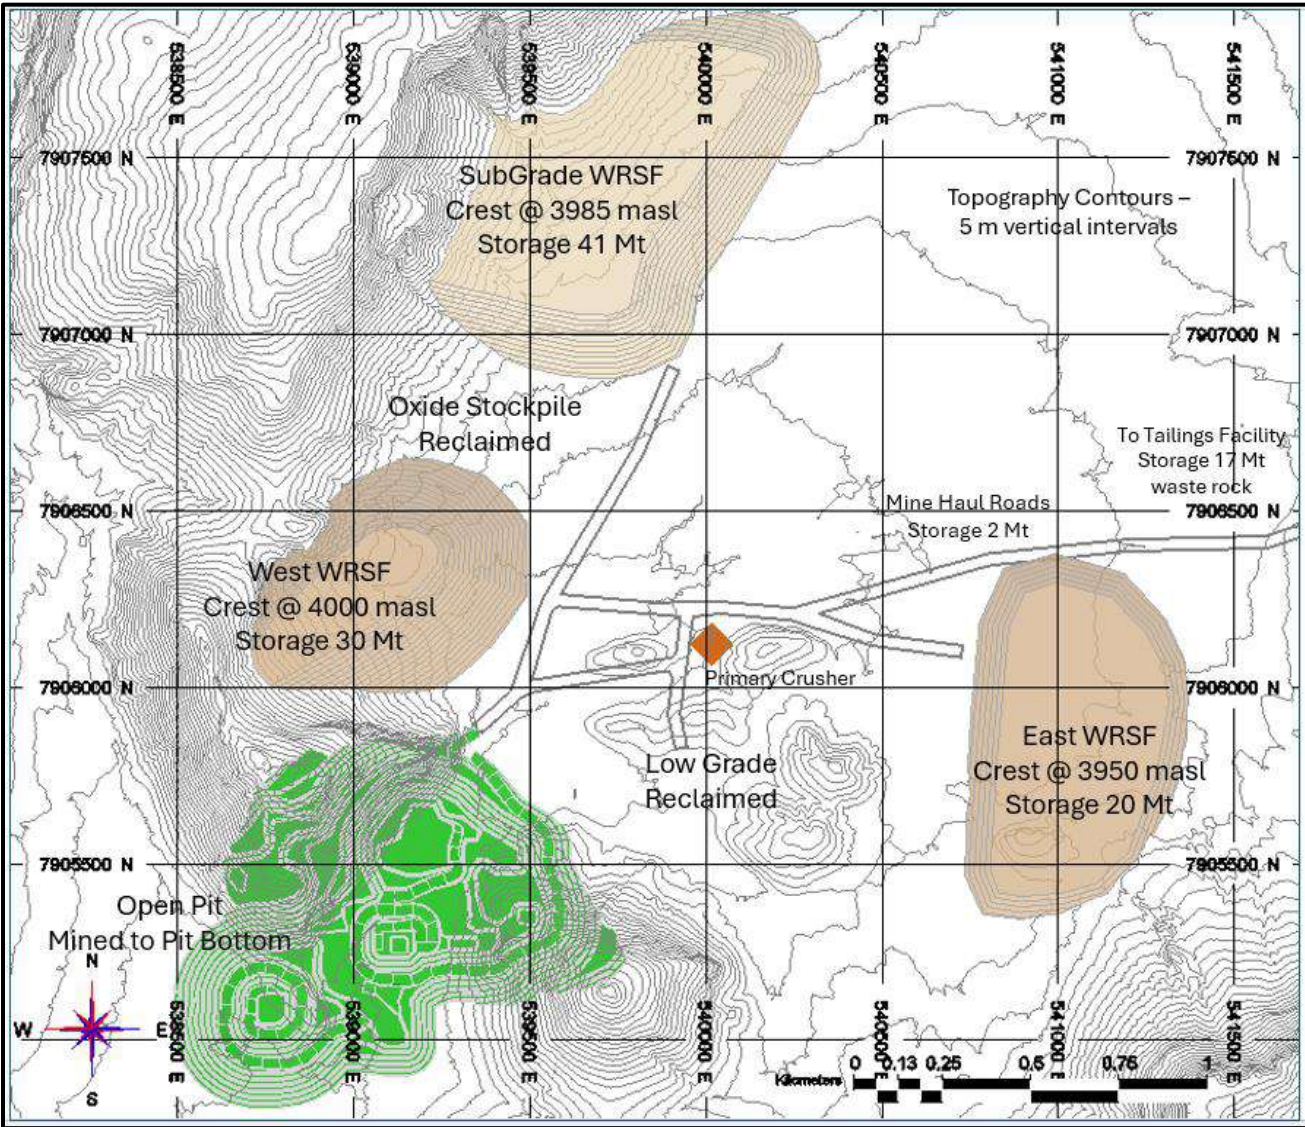 538500 E
539000 E
539500 E
540000 E
540500 E
541000 E
541500 E
7907500 N
7907500 N
SubGrade WRSF
Crest @ 3985 masl
Storage 41 Mt
Topography Contours –
5 m vertical intervals
7907000 N
7907000 N
Oxide Stockpile
Reclaimed
To Tailings Facility
Storage 17 Mt
waste rock
7906500 N
7906500 N
Mine Haul Roads
Storage 2 Mt
West WRSF
Crest @ 4000 masl
Storage 30 Mt
Primary Crusher
7906000 N
7906000 N
East WRSF
Crest @ 3950 masl
Storage 20 Mt
Low Grade
Reclaimed
7905500 N
7905500 N
Open Pit
Mined to Pit Bottom
N
W
E
S
538500 E
539000 E
539500 E
540000 E
540500 E
541000 E
541500 E
Kilometers
0 0.13 0.25 0.5 0.75 1